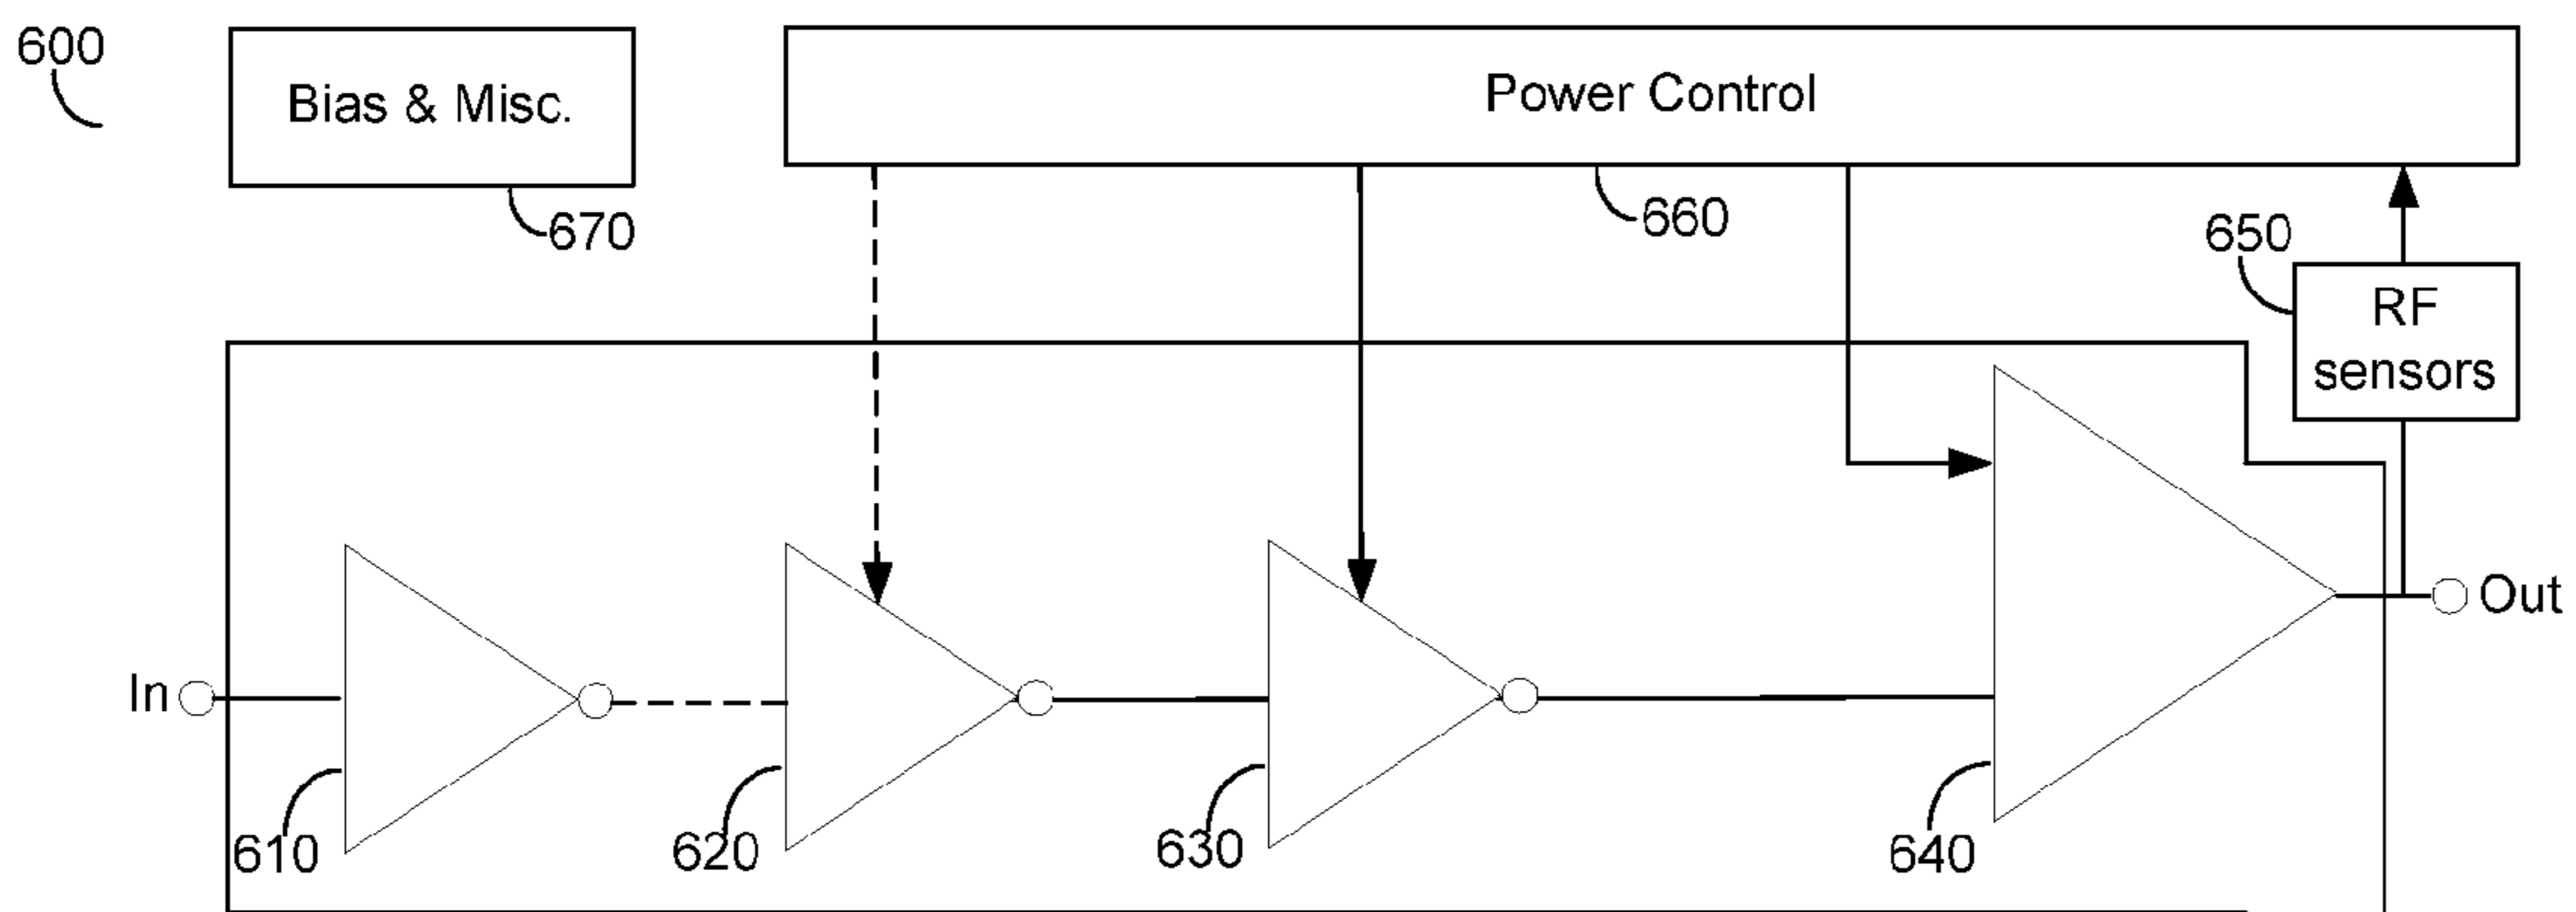 600
Bias & Misc.
Power Control
670
660
650
RF
sensors
In
Out
610
620
630
640